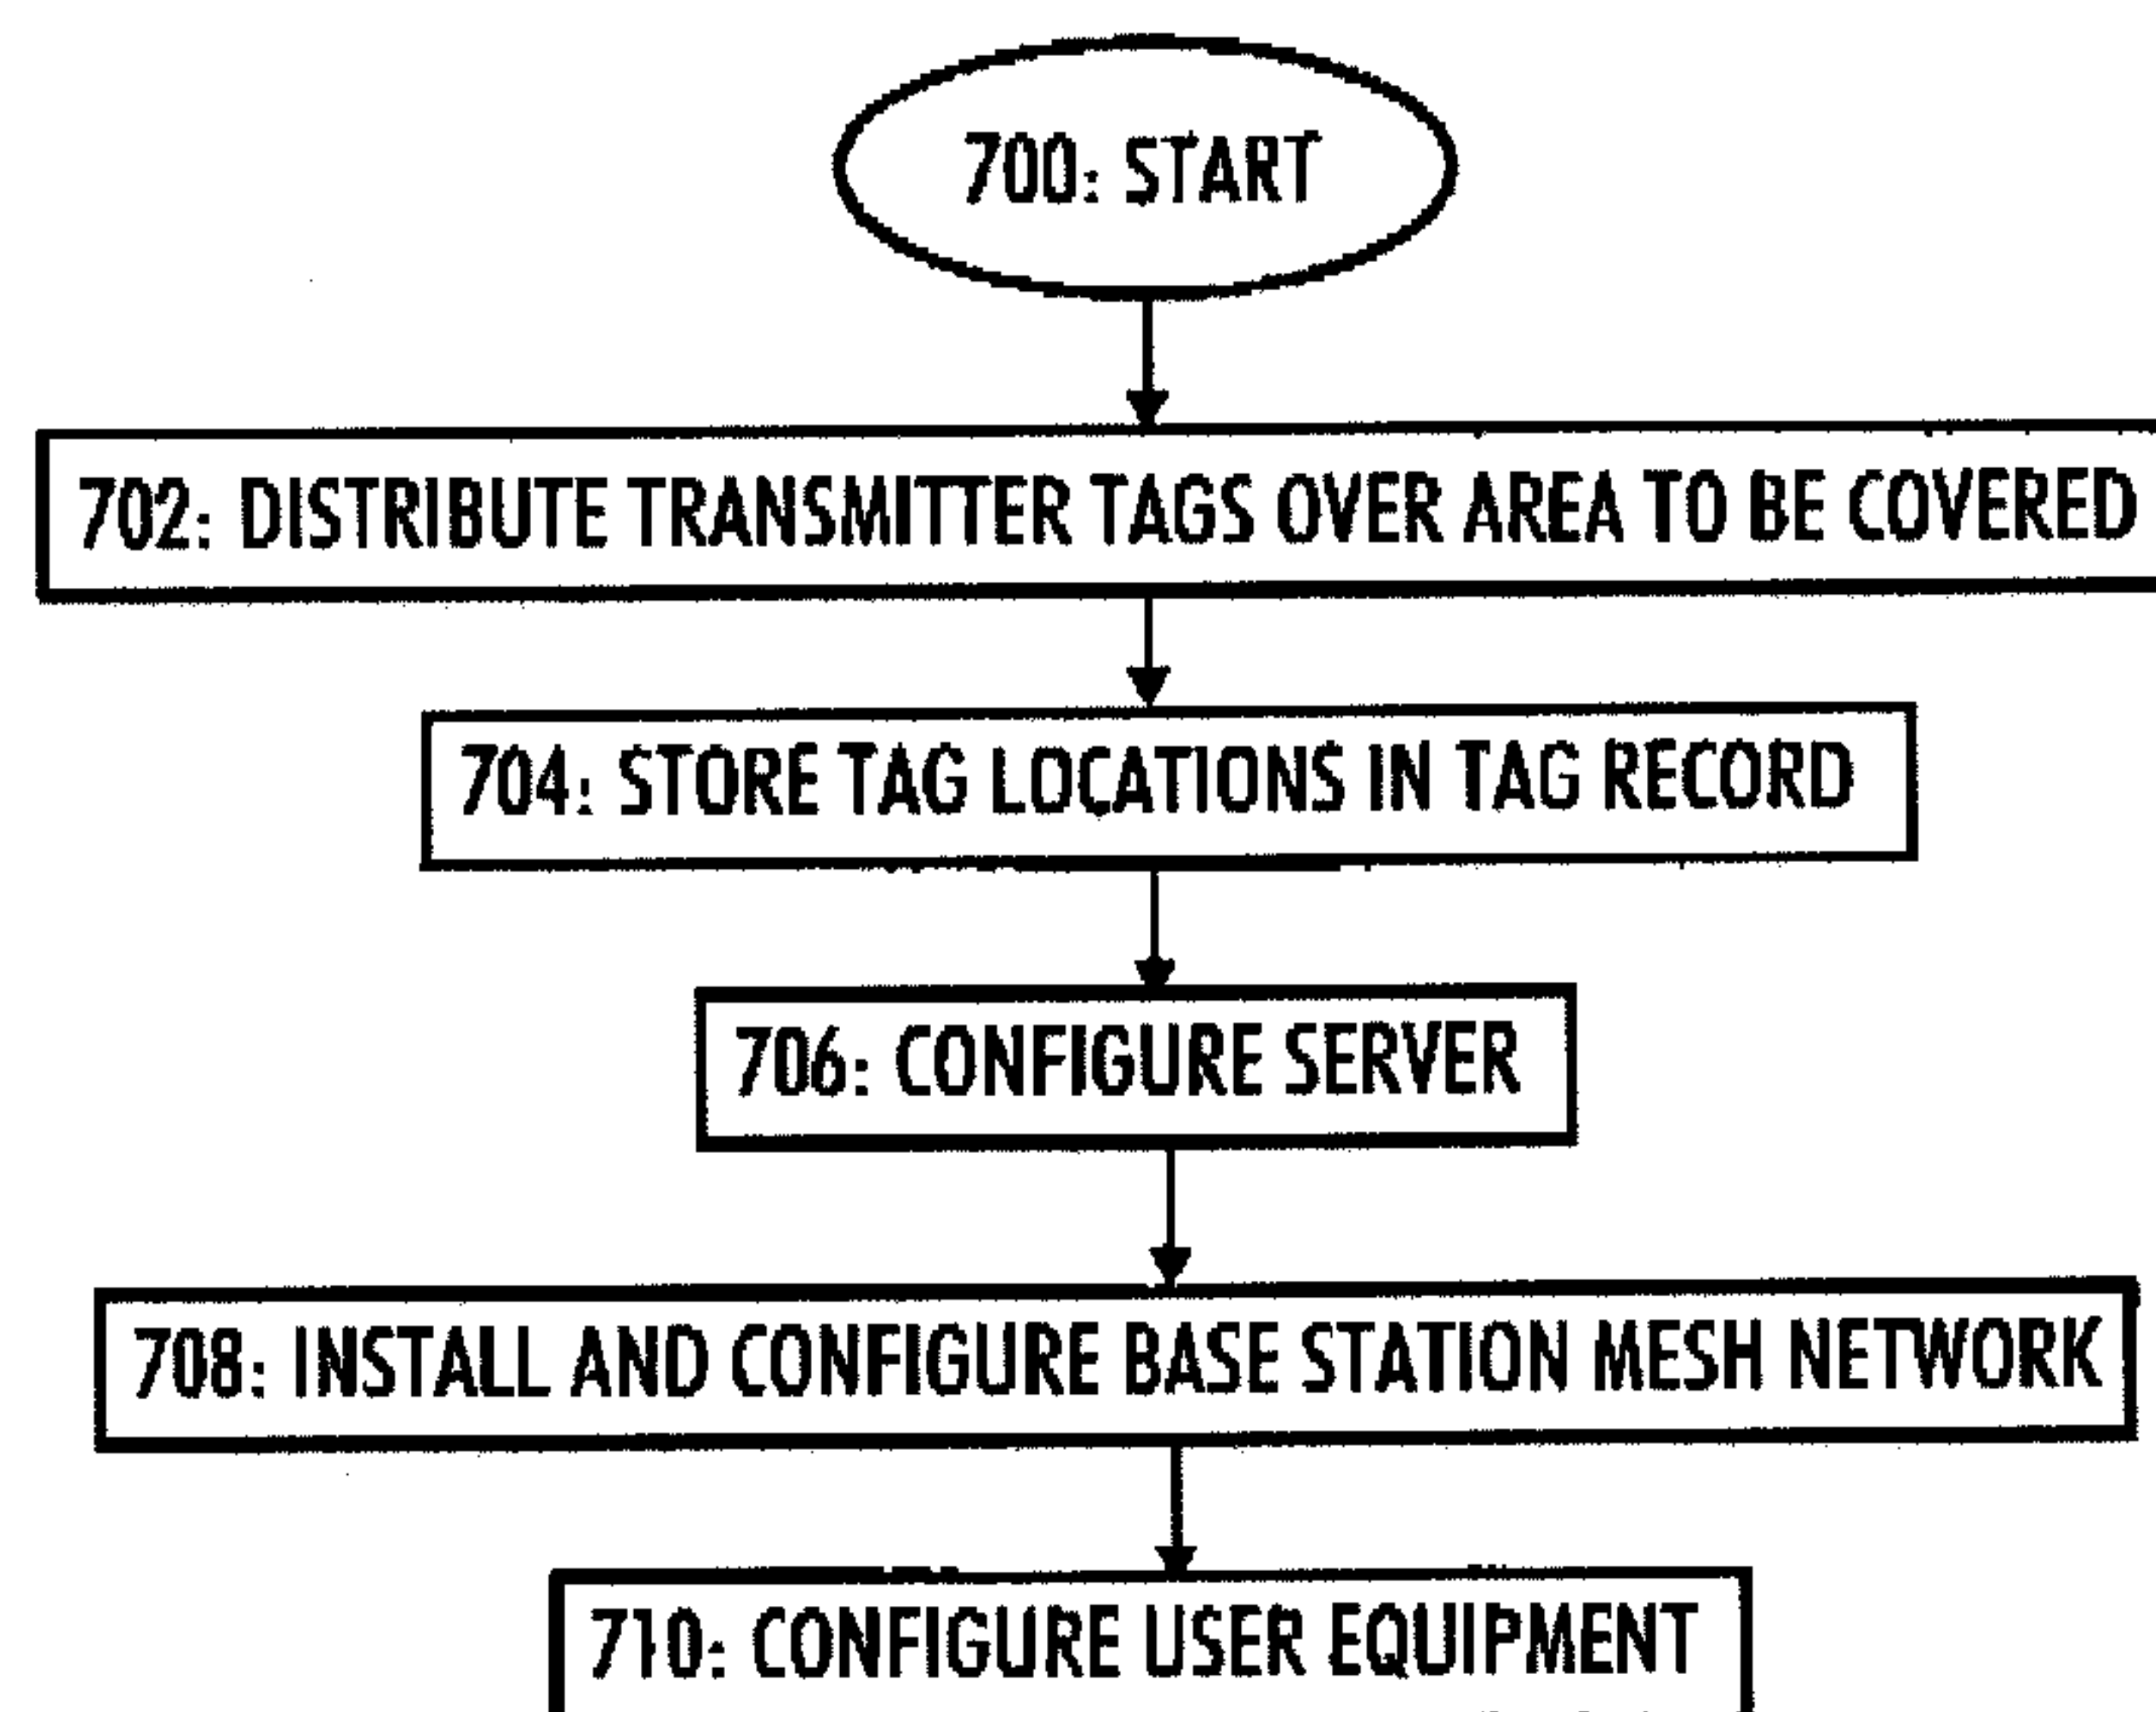 700: START
702: DISTRIBUTE TRANSMITTER TAGS OVER AREA TO BE COVERED
704: STORE TAG LOCATIONS IN TAG RECORD
706: CONFIGURE SERVER
708: INSTALL AND CONFIGURE BASE STATION MESH NETWORK
710: CONFIGURE USER EQUIPMENT